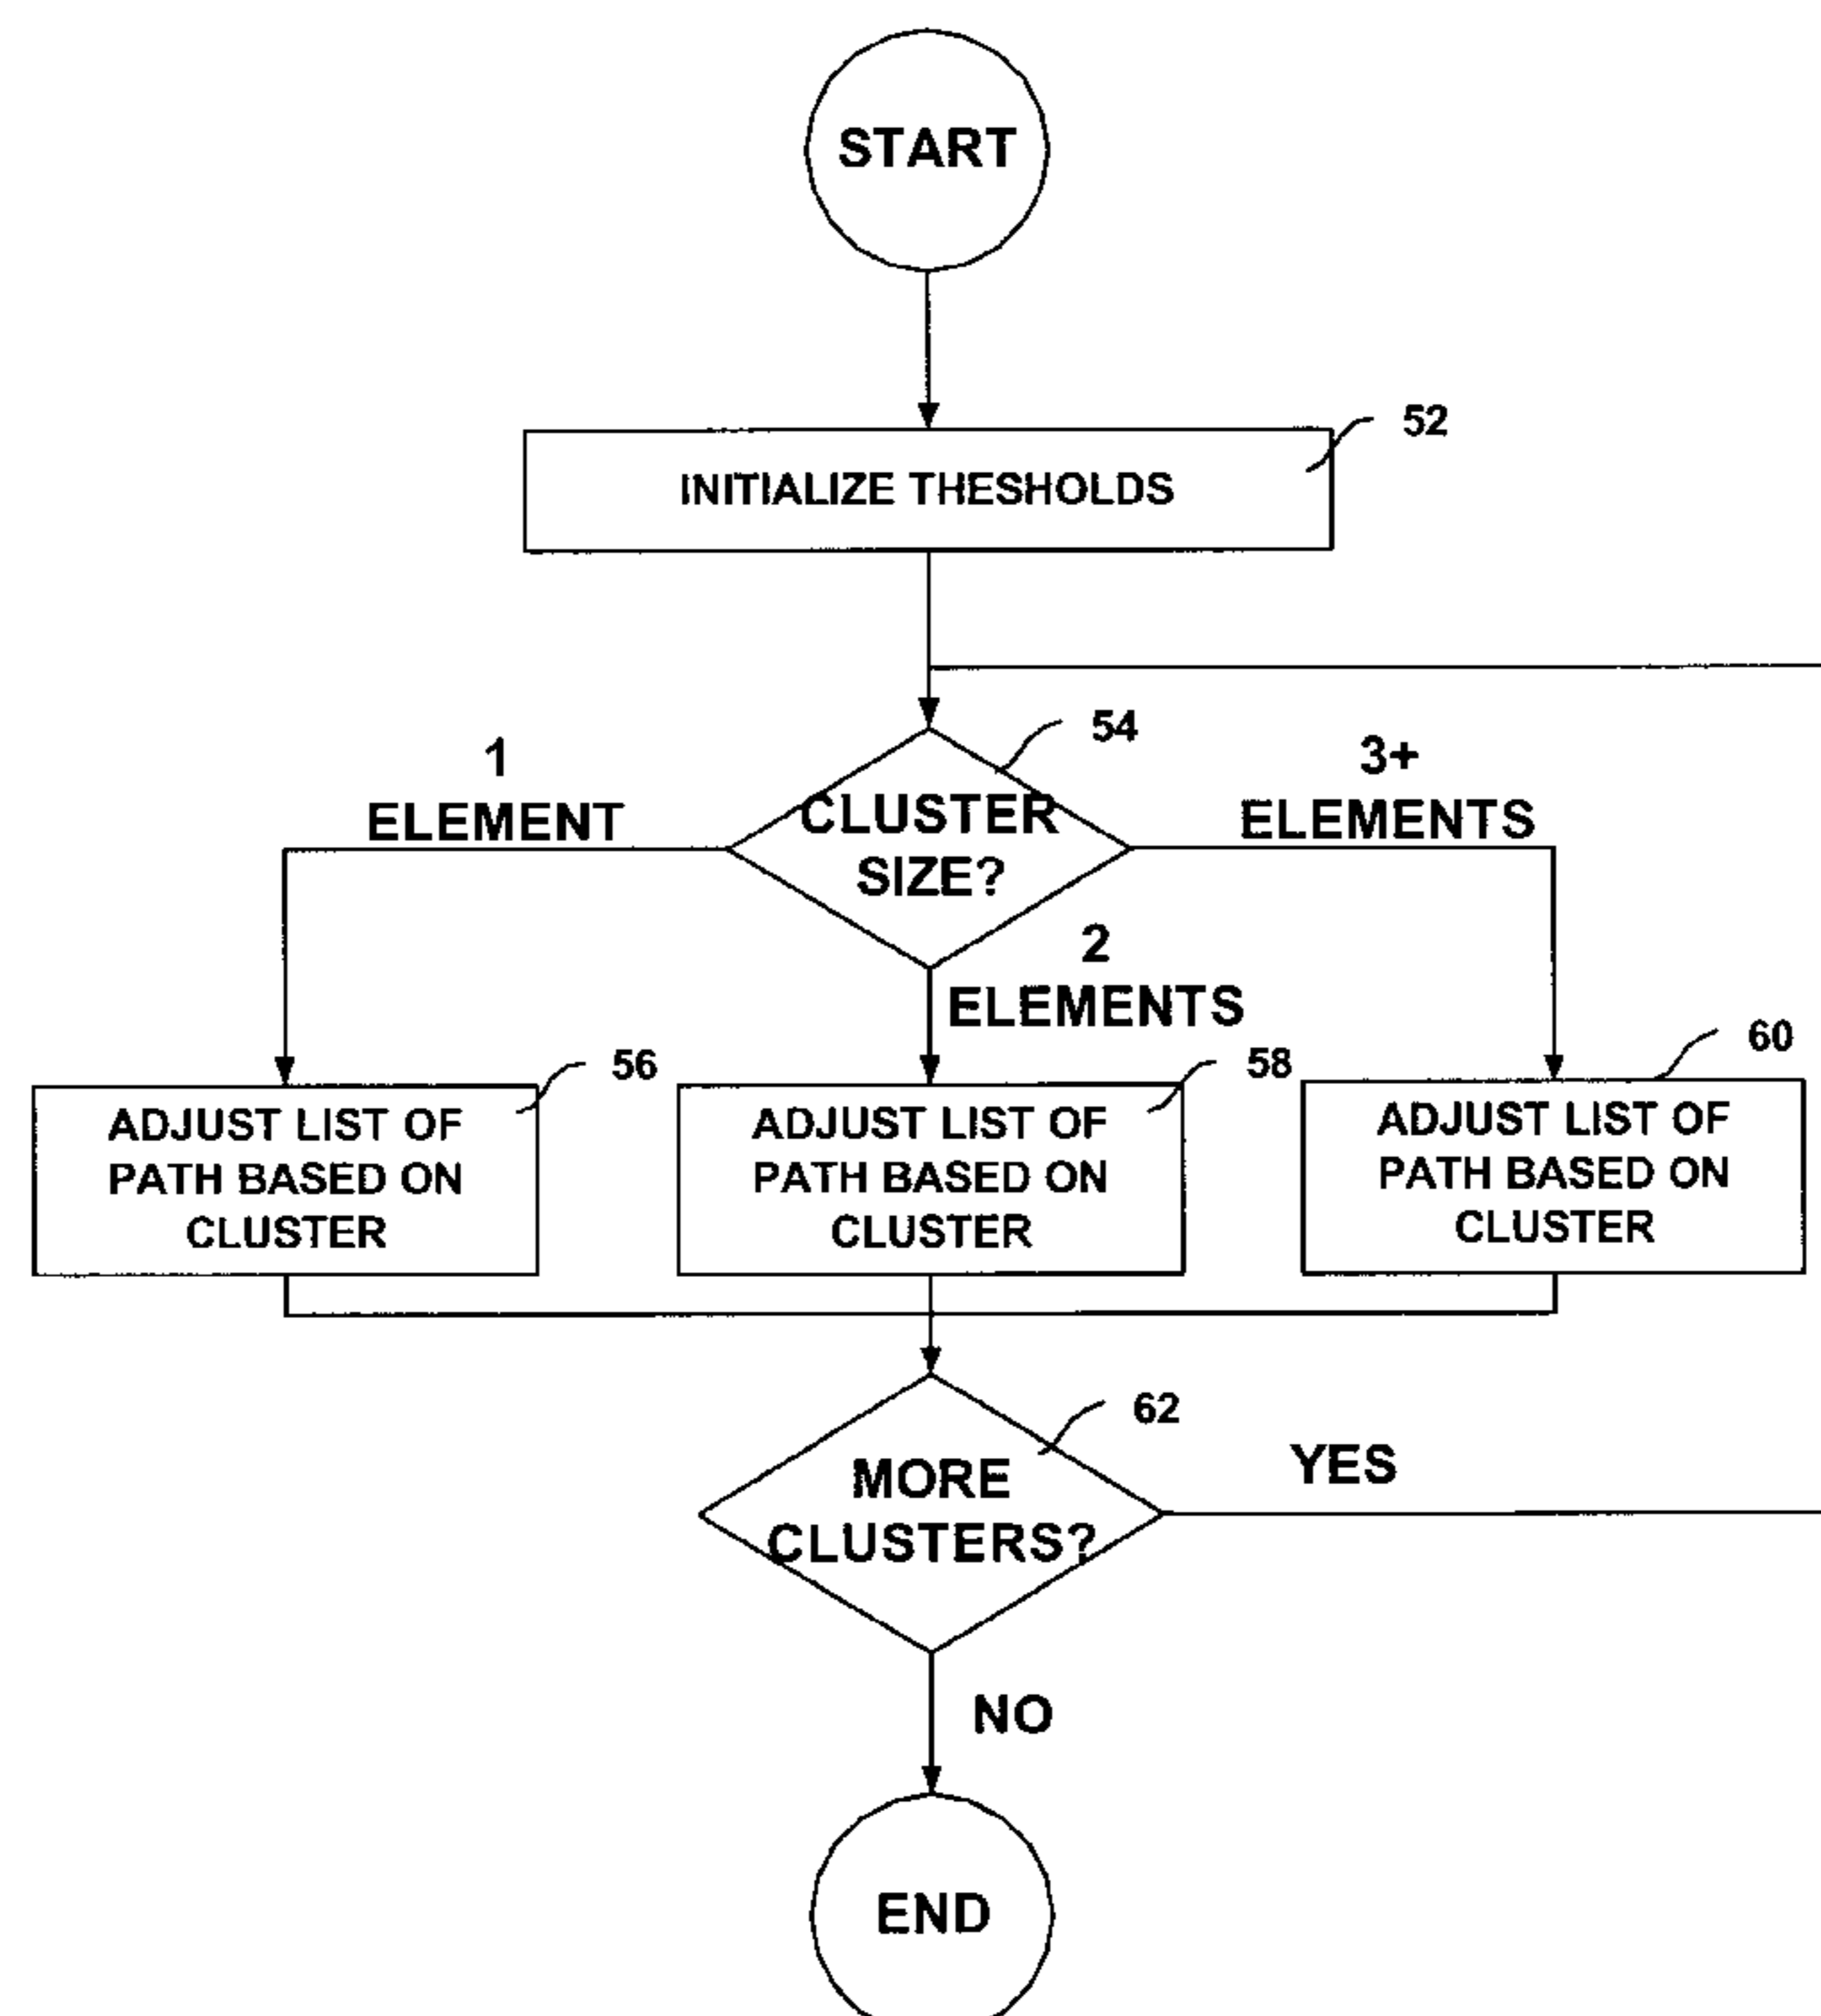 START
52
INITIALIZE THESHOLDS
54
1
ELEMENT
CLUSTER
SIZE?
3+
ELEMENTS
2
ELEMENTS
56
ADJUST LIST OF
PATH BASED ON
CLUSTER
58
ADJUST LIST OF
PATH BASED ON
CLUSTER
60
ADJUST LIST OF
PATH BASED ON
CLUSTER
62
MORE
CLUSTERS?
YES
NO
END